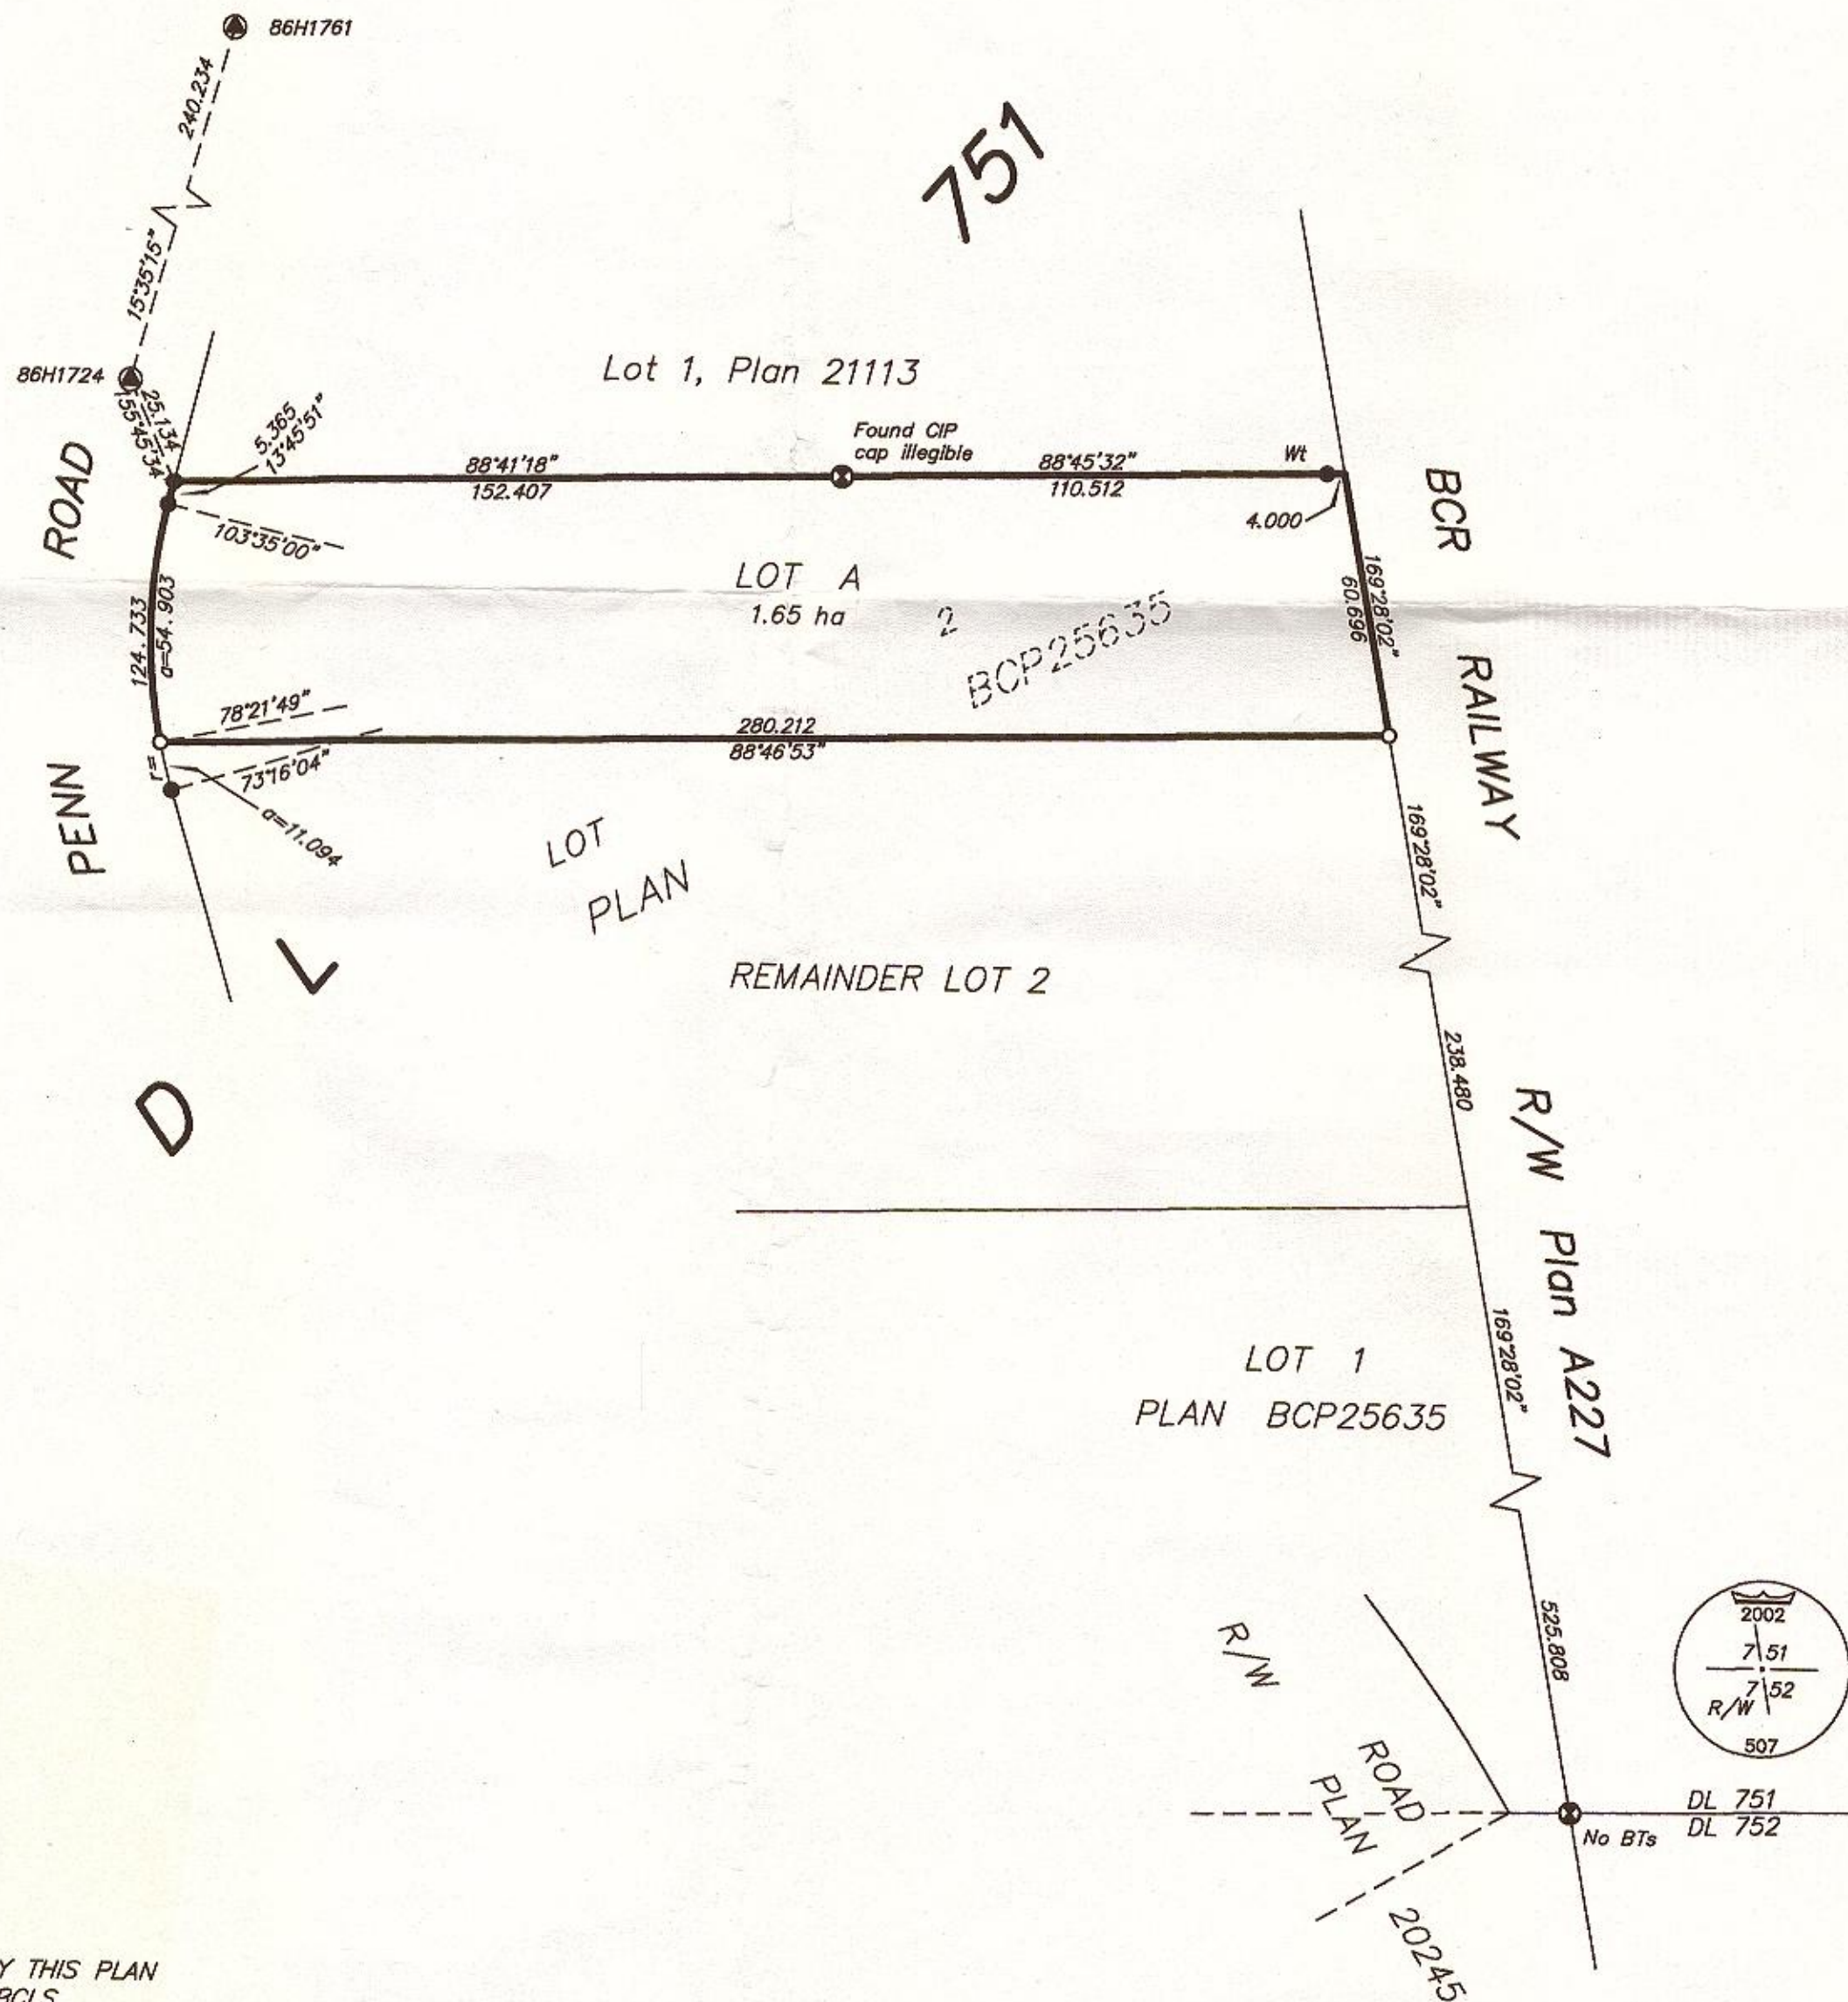 86H1761
240.234
15°35'15"
751
86H1724
25.134
155°45'34"
5.365
13°45'51"
Lot 1, Plan 21113
Found CIP
cap illegible
88°41'18"
152.407
88°45'32"
110.512
Wt
4.000
103°35'00"
PENN ROAD
BCR RAILWAY
R/W Plan A227
LOT A
1.65 ha
2
BCP25635
169°28'02"
60.696
124.733
a=54.903
78°21'49"
280.212
88°46'53"
r=
73°16'04"
a=11.094
LOT
PLAN
169°28'02"
238.480
D L
REMAINDER LOT 2
LOT 1
PLAN BCP25635
169°28'02"
525.808
R/W
ROAD
PLAN
20245
2002
7 51
7 52
R/W
507
DL 751
DL 752
No BTs
Y THIS PLAN
BCLS